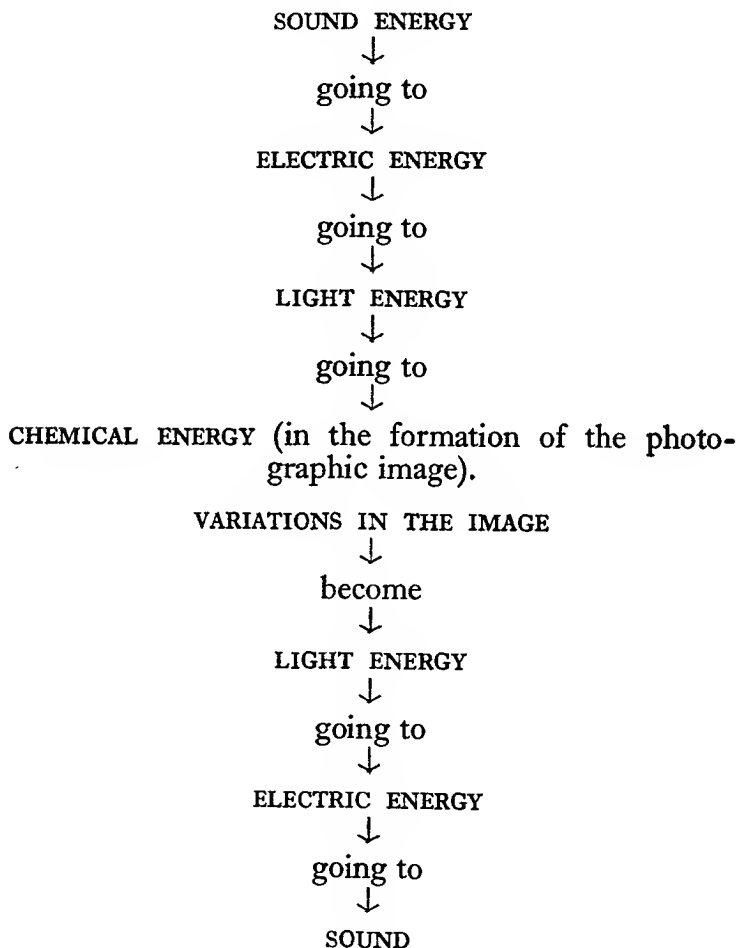 SOUND ENERGY
↓
going to
↓
ELECTRIC ENERGY
↓
going to
↓
LIGHT ENERGY
↓
going to
↓
CHEMICAL ENERGY (in the formation of the photo-
graphic image).
VARIATIONS IN THE IMAGE
↓
become
↓
LIGHT ENERGY
↓
going to
↓
ELECTRIC ENERGY
↓
going to
↓
SOUND